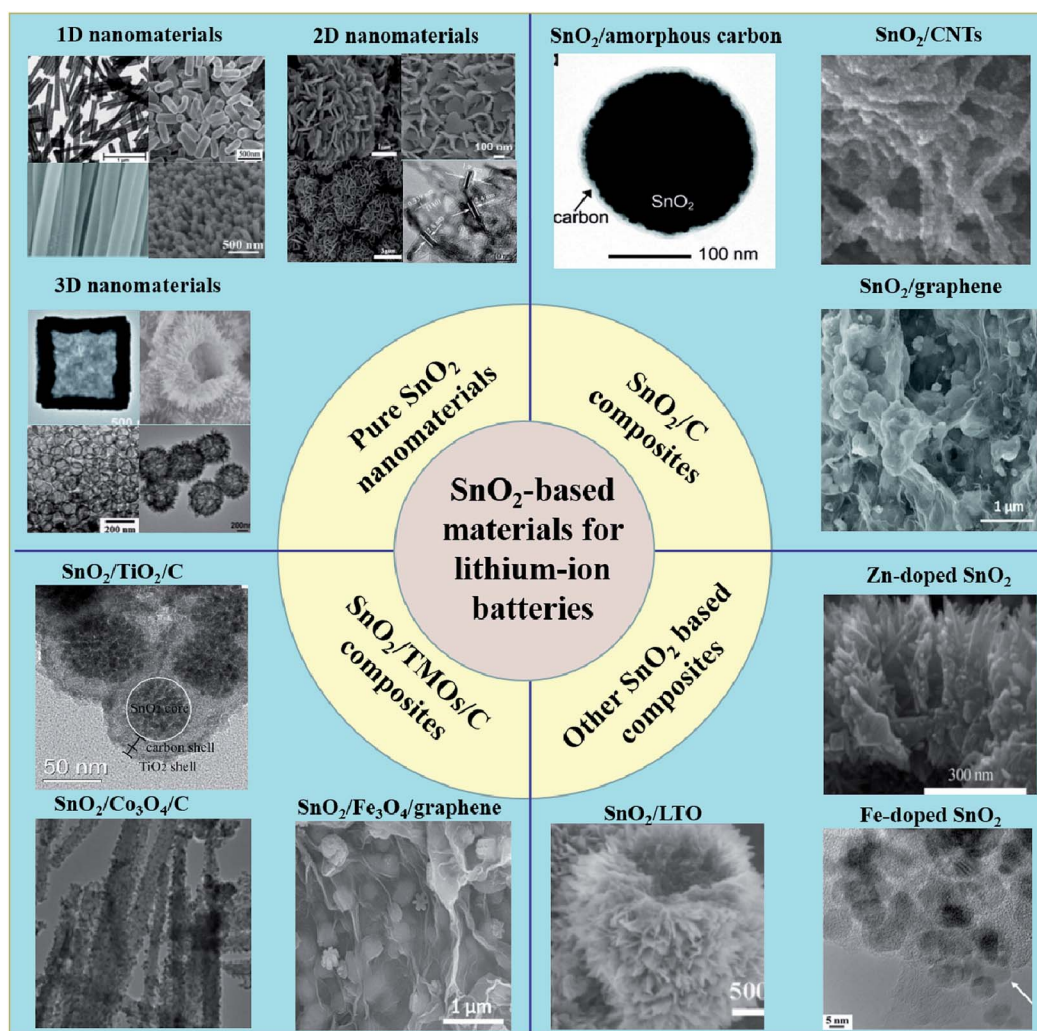 1D nanomaterials
1 μm
500nm
500 nm
2D nanomaterials
1μm
100 nm
3μm
3D nanomaterials
200 nm
200nm
SnO₂/amorphous carbon
carbon
SnO₂
100 nm
SnO₂/CNTs
SnO₂/graphene
1 μm
Pure SnO₂
nanomaterials
SnO₂/C
composites
SnO₂-based
materials for
lithium-ion
batteries
SnO₂/TMOs/C
composites
Other SnO₂ based
composites
SnO₂/TiO₂/C
SnO₂ core
carbon shell
TiO₂ shell
50 nm
SnO₂/Co₃O₄/C
SnO₂/Fe₃O₄/graphene
1 μm
SnO₂/LTO
500
Zn-doped SnO₂
300 nm
Fe-doped SnO₂
5 nm